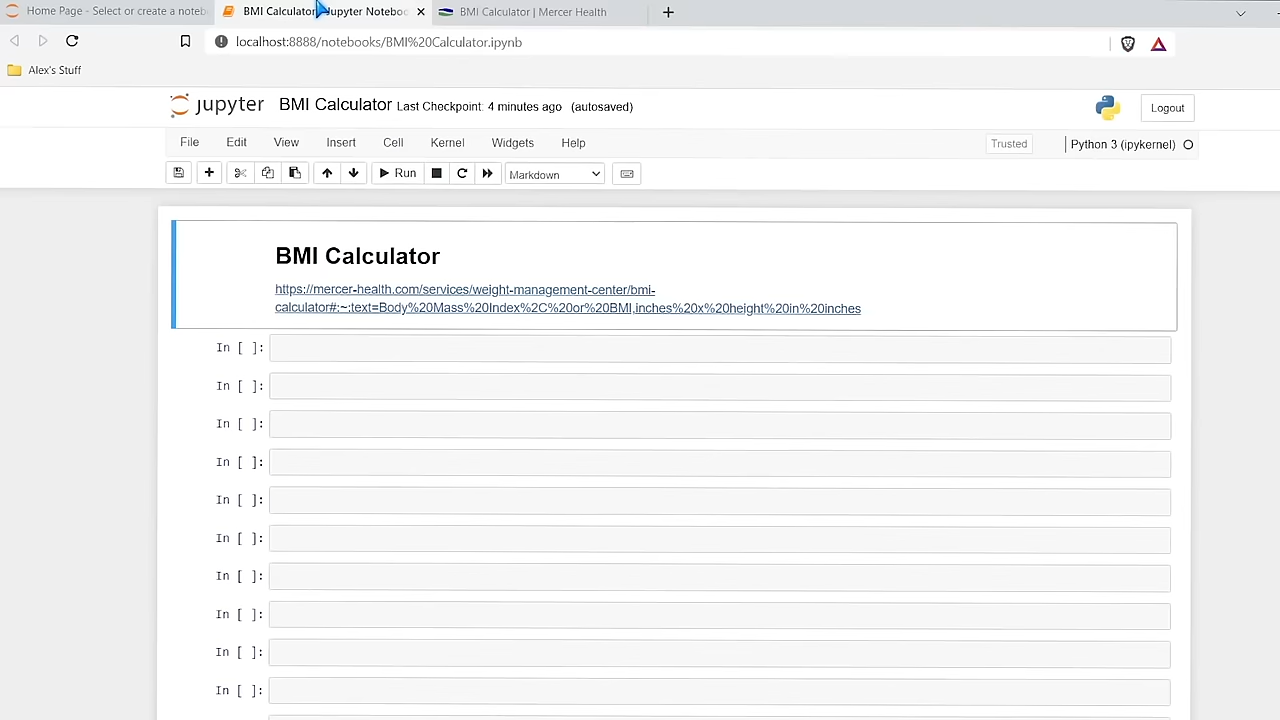 Home Page - Select or create a noteb
BMI Calculator - Jupyter Noteboo
BMI Calculator | Mercer Health
localhost:8888/notebooks/BMI%20Calculator.ipynb
Alex's Stuff
jupyter BMI Calculator Last Checkpoint: 4 minutes ago (autosaved)
Logout
File Edit View Insert Cell Kernel Widgets Help
Trusted
Python 3 (ipykernel)
Run
Markdown
BMI Calculator
https://mercer-health.com/services/weight-management-center/bmi-
calculator#:~:text=Body%20Mass%20Index%2C%20or%20BMI,inches%20x%20height%20in%20inches
In [ ]:
In [ ]:
In [ ]:
In [ ]:
In [ ]:
In [ ]:
In [ ]:
In [ ]:
In [ ]:
In [ ]: